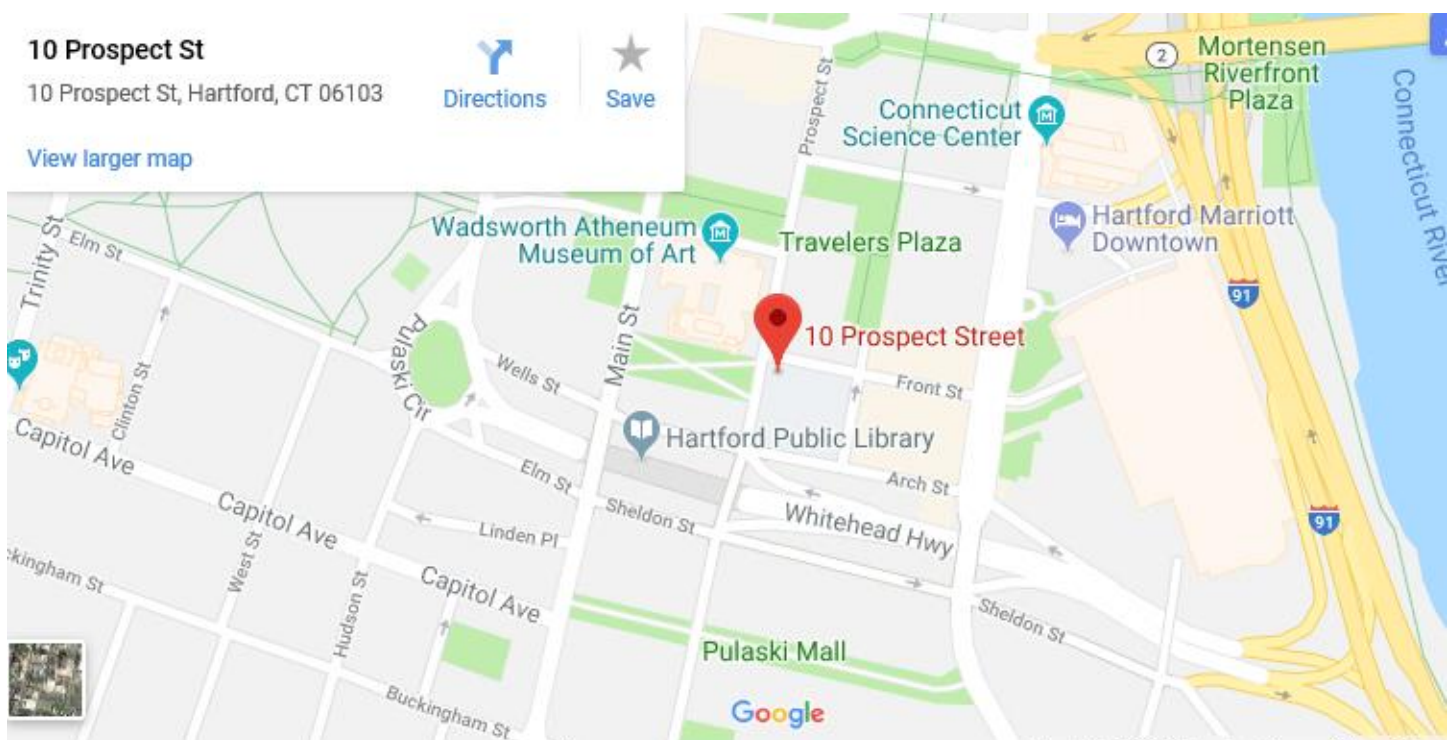 10 Prospect St
10 Prospect St, Hartford, CT 06103
Directions
Save
View larger map
2
Mortensen
Riverfront
Plaza
Connecticut
Science Center
Prospect St
Connecticut River
Trinity St
Elm St
Wadsworth Atheneum
Museum of Art
Travelers Plaza
Hartford Marriott
Downtown
91
Pulaski Cir
Main St
10 Prospect Street
Wells St
Front St
Clinton St
Capitol Ave
Hartford Public Library
Elm St
Arch St
Sheldon St
Whitehead Hwy
91
Capitol Ave
Linden Pl
West St
kingham St
Hudson St
Capitol Ave
Sheldon St
Pulaski Mall
Buckingham St
Google